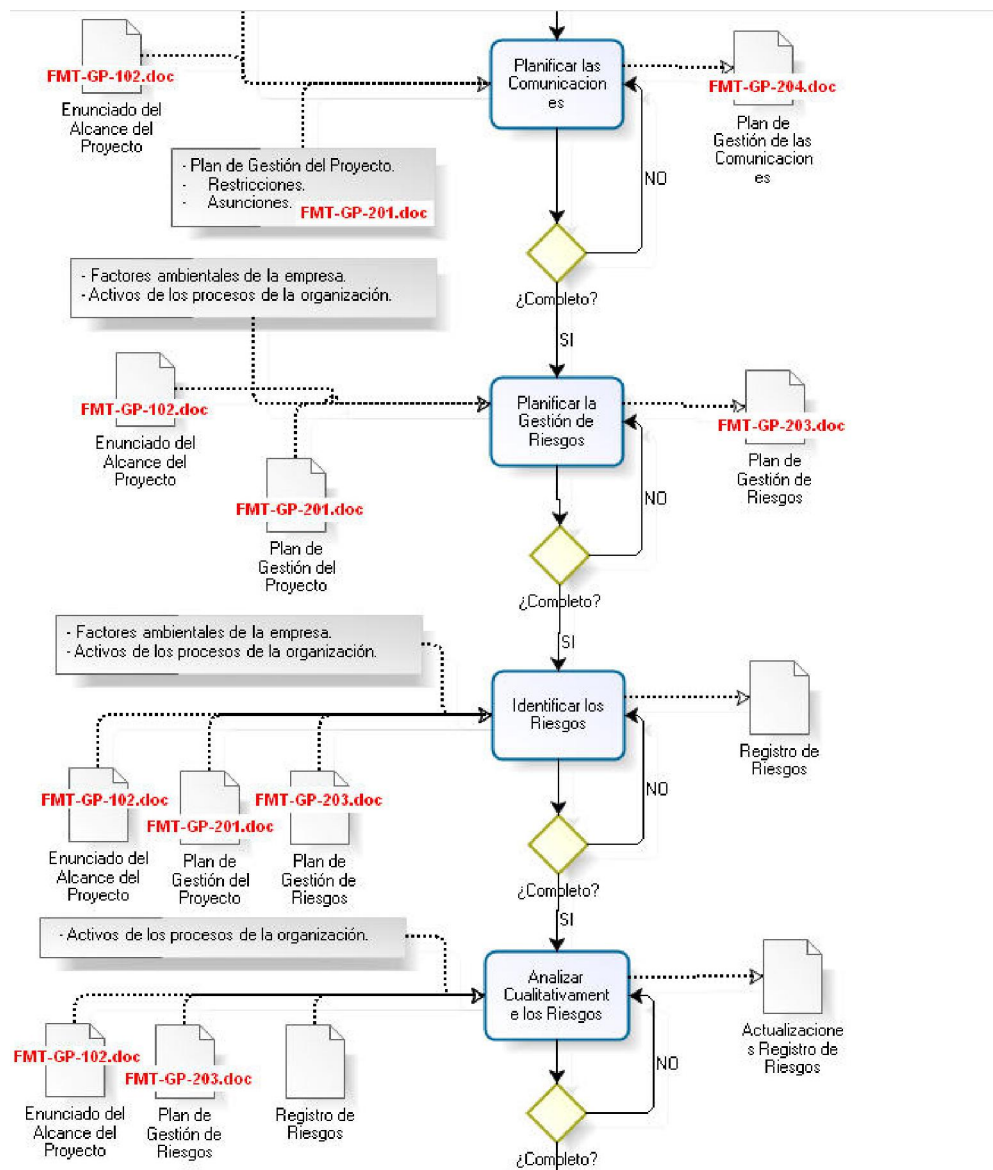 FMT-GP-102.doc
Enunciado del
Alcance del
Proyecto
Planificar las
Comunicacion
es
FMT-GP-204.doc
Plan de
Gestión de las
Comunicacion
es
- Plan de Gestión del Proyecto.
- Restricciones.
- Asunciones.
FMT-GP-201.doc
NO
¿Completo?
SI
- Factores ambientales de la empresa.
- Activos de los procesos de la organización.
FMT-GP-102.doc
Enunciado del
Alcance del
Proyecto
FMT-GP-201.doc
Plan de
Gestión del
Proyecto
Planificar la
Gestión de
Riesgos
FMT-GP-203.doc
Plan de
Gestión de
Riesgos
NO
¿Completo?
SI
- Factores ambientales de la empresa.
- Activos de los procesos de la organización.
FMT-GP-102.doc
Enunciado del
Alcance del
Proyecto
FMT-GP-201.doc
Plan de
Gestión del
Proyecto
FMT-GP-203.doc
Plan de
Gestión de
Riesgos
Identificar los
Riesgos
Registro de
Riesgos
NO
¿Completo?
SI
- Activos de los procesos de la organización.
FMT-GP-102.doc
Enunciado del
Alcance del
Proyecto
FMT-GP-203.doc
Plan de
Gestión de
Riesgos
Registro de
Riesgos
Analizar
Cualitativament
e los Riesgos
Actualizacione
s Registro de
Riesgos
NO
¿Completo?